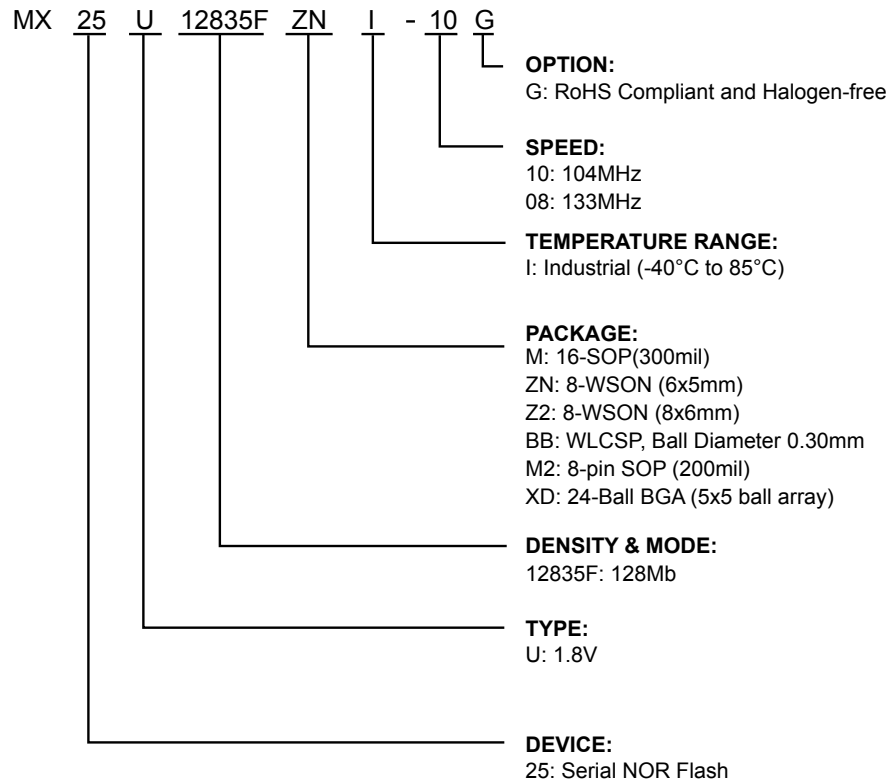 MX 25 U 12835F ZN I - 10 G
OPTION:
G: RoHS Compliant and Halogen-free
SPEED:
10: 104MHz
08: 133MHz
TEMPERATURE RANGE:
I: Industrial (-40°C to 85°C)
PACKAGE:
M: 16-SOP(300mil)
ZN: 8-WSON (6x5mm)
Z2: 8-WSON (8x6mm)
BB: WLCSP, Ball Diameter 0.30mm
M2: 8-pin SOP (200mil)
XD: 24-Ball BGA (5x5 ball array)
DENSITY & MODE:
12835F: 128Mb
TYPE:
U: 1.8V
DEVICE:
25: Serial NOR Flash